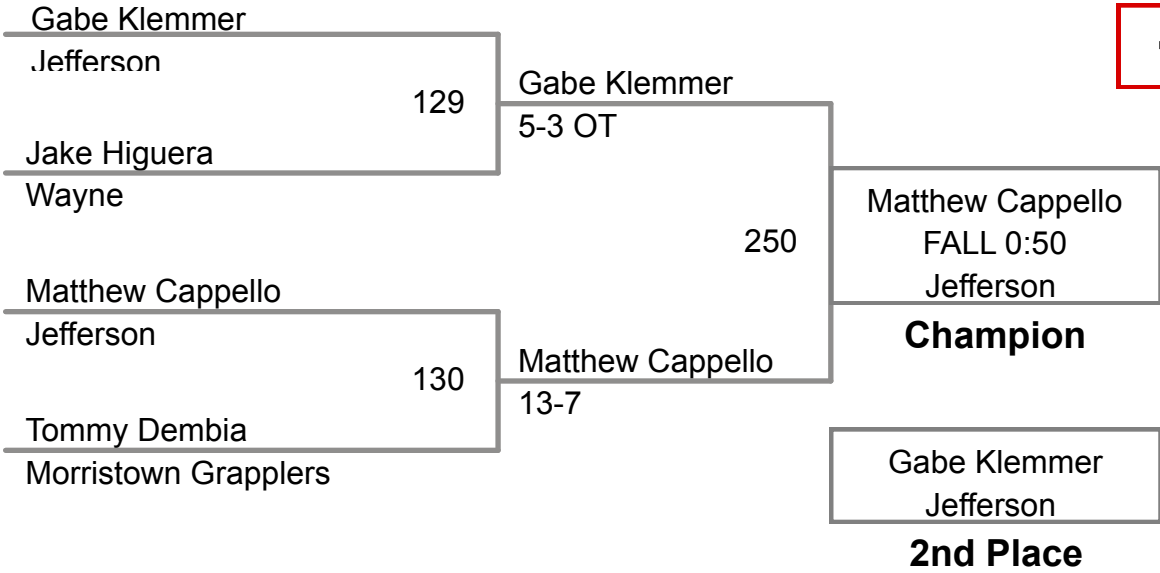 Gabe Klemmer
Jefferson
129
Gabe Klemmer
5-3 OT
Jake Higuera
Wayne
Matthew Cappello
FALL 0:50
Jefferson
Champion
250
Matthew Cappello
Jefferson
130
Matthew Cappello
13-7
Tommy Dembia
Morristown Grapplers
Gabe Klemmer
Jefferson
2nd Place